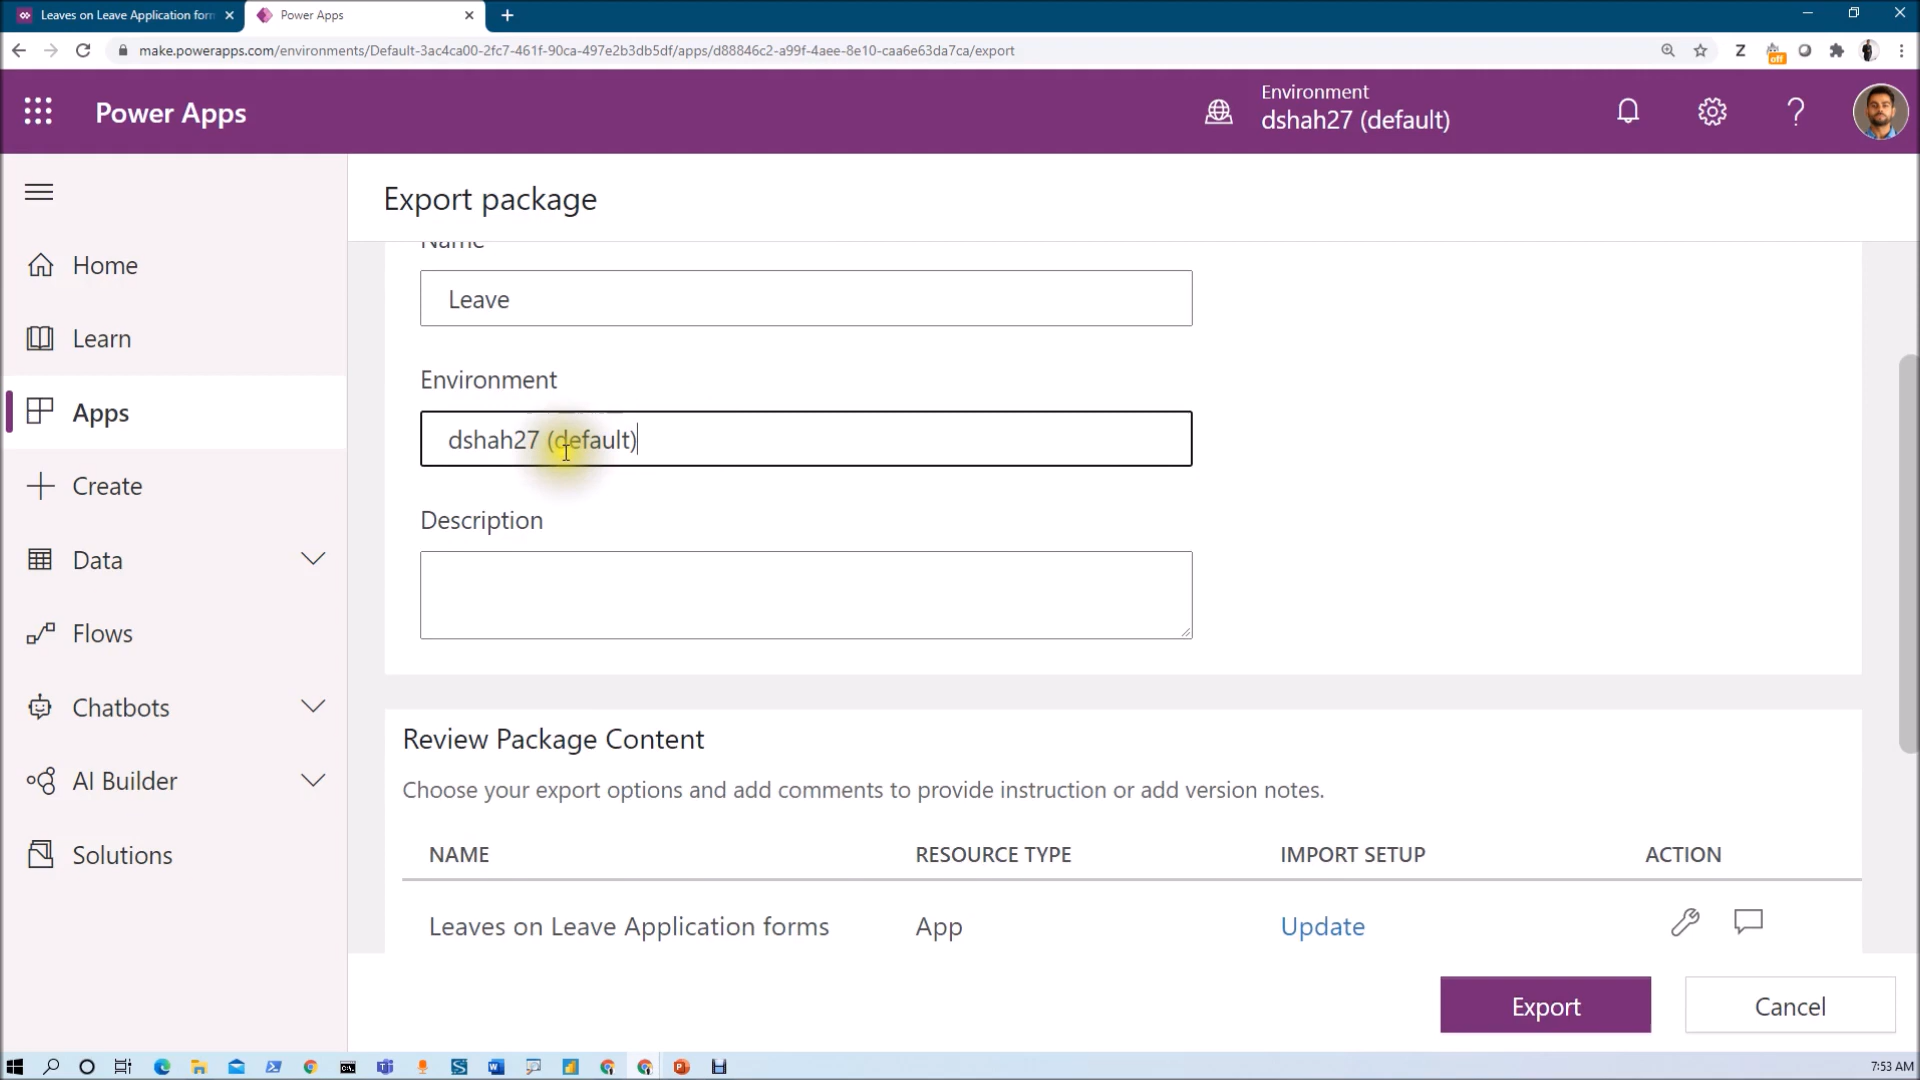 Leaves on Leave Application form
Power Apps
make.powerapps.com/environments/Default-3ac4ca00-2fc7-461f-90ca-497e2b3db5df/apps/d88846c2-a99f-4aee-8e10-caa6e63da7ca/export
Z
off
Power Apps
Environment
dshah27 (default)
Export package
Name
Leave
Environment
dshah27 (default)
Description
Home
Learn
Apps
Create
Data
Flows
Chatbots
AI Builder
Solutions
Review Package Content
Choose your export options and add comments to provide instruction or add version notes.
NAME RESOURCE TYPE IMPORT SETUP ACTION
Leaves on Leave Application forms App Update
Export Cancel
7:53 AM